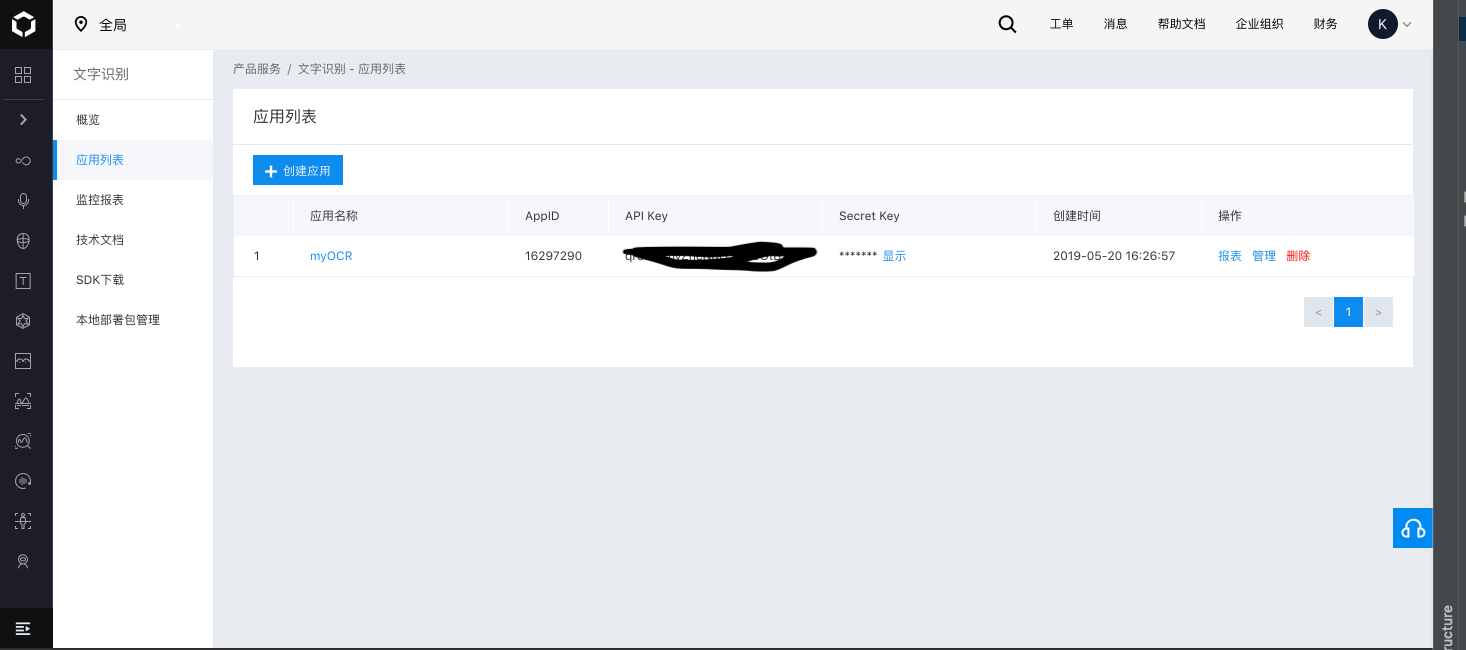 全局
工单 消息 帮助文档 企业组织 财务 K
文字识别
概览
应用列表
监控报表
技术文档
SDK下载
本地部署包管理
产品服务 / 文字识别 - 应用列表
应用列表
+ 创建应用
应用名称 AppID API Key Secret Key 创建时间 操作
1 myOCR 16297290 ******* 显示 2019-05-20 16:26:57 报表 管理 删除
< 1 >
ructure